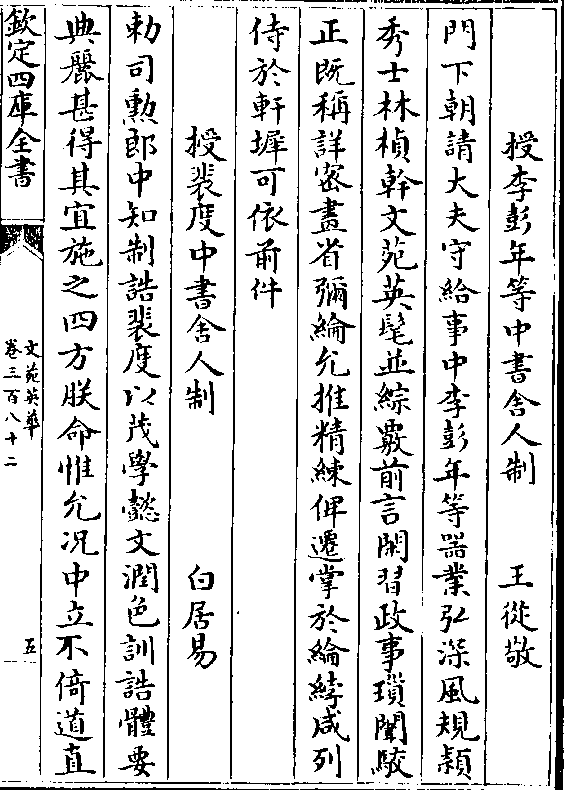 授李彭年等中書舍人制　　王從敬
門下朝請大夫守給事中李彭年等器業弘深風規穎
秀士林楨幹文苑英髦並綜覈前言閑習政事瑣闈駮
正既稱詳密畫省彌綸允推精練俾遷掌於綸綍咸列
侍於軒墀可依前件
授裴度中書舍人制　　白居易
勅司勲郎中知制誥裴度以茂學懿文潤色訓誥體要
典麗甚得其宜施之四方朕命惟允况中立不倚道直
欽定四庫全書
文苑英華
卷三百八十二
五